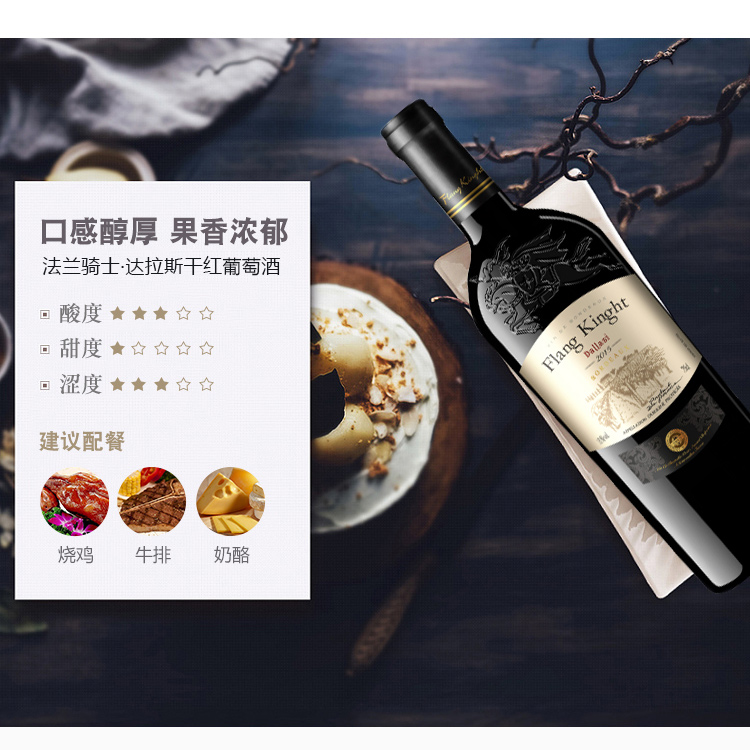 口感醇厚 果香浓郁
法兰骑士·达拉斯干红葡萄酒
酸度
甜度
涩度
建议配餐
烧鸡 牛排 奶酪
Flang Kinght
Flang Kinght
Dallasi
2015